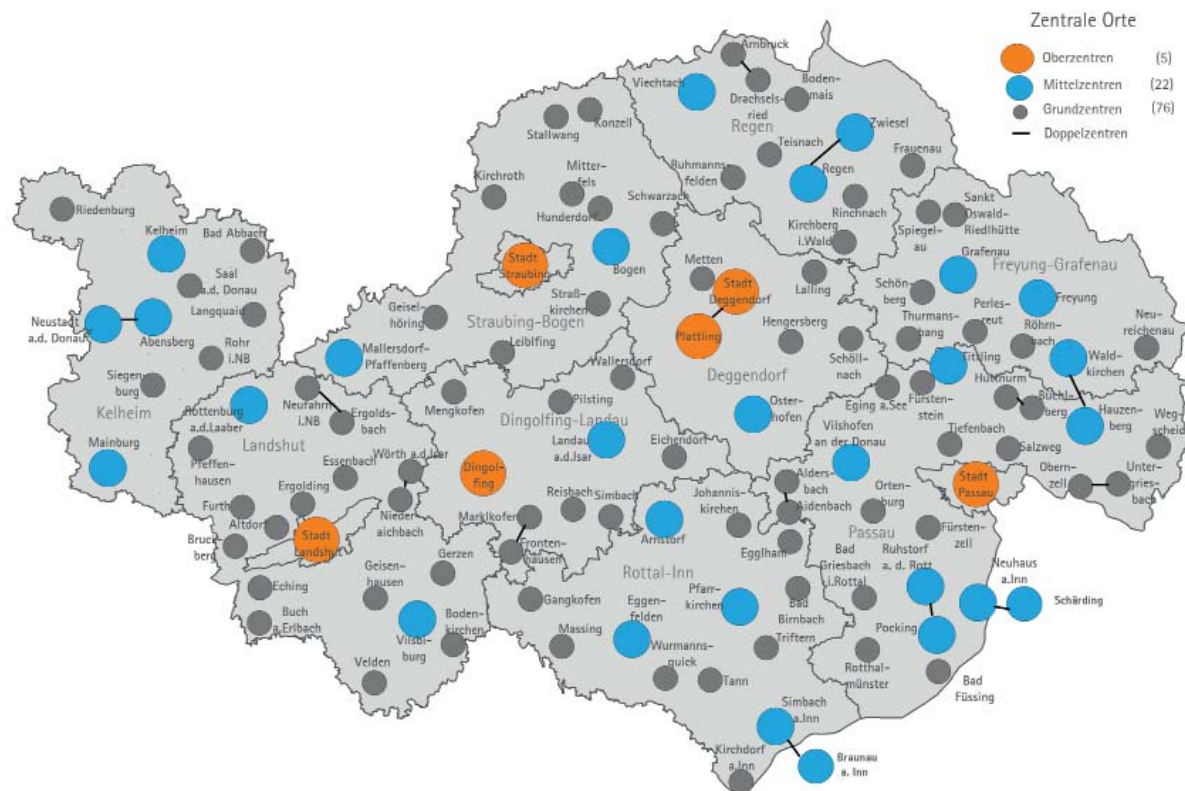 Zentrale Orte
Oberzentren (5)
Mittelzentren (22)
Grundzentren (76)
Doppelzentren
Arnbruck
Viechtach
Boden-
mais
Drachsels-
ried
Regen
Zwiesel
Konzell
Stallwang
Teisnach
Frauenau
Mitter-
fels
Ruhmanns-
felden
Regen
Kirchroth
Hunderdorf
Schwarzach
Rinchnach
Kirchberg
i.Wald
Sankt
Oswald-
Riedlhütte
Spiegel-
au
Riedenburg
Kelheim
Bad Abbach
Saal
a.d. Donau
Langquaid
Neustadt
a.d. Donau
Abensberg
Rohr
i.NB
Siegen-
burg
Kelheim
Mainburg
Stadt
Straubing
Bogen
Straß-
kirchen
Geisel-
höring
Straubing-Bogen
Leiblfing
Mallersdorf-
Pfaffenberg
Metten
Stadt
Deggendorf
Plattling
Lalling
Hengersberg
Schöll-
nach
Deggendorf
Oster-
hofen
Grafenau
Freyung-Grafenau
Freyung
Schön-
berg
Perles-
reut
Thurmans-
bang
Röhrn-
bach
Neu-
reichenau
Wald-
kirchen
Tittling
Hutthurm
Büchl-
berg
Hauzen-
berg
Weg-
scheid
Fürsten-
stein
Eging a.See
Tiefenbach
Salzweg
Obern-
zell
Unter-
griesbach
Rottenburg
a.d.Laaber
Neufahrn
i.NB
Ergolds-
bach
Landshut
Pfeffen-
hausen
Essenbach
Wörth a.d.Isar
Ergolding
Furth
Altdorf
Bruck
berg
Stadt
Landshut
Nieder-
aichbach
Eching
Buch
a.Erlbach
Geisen-
hausen
Gerzen
Vilsbi-
burg
Boden-
kirchen
Velden
Mengkofen
Wallersdorf
Pilsting
Dingolfing-Landau
Landau
a.d.Isar
Eichendorf
Dingol-
fing
Reisbach
Simbach
Marklkofen
Fronten-
hausen
Johannis-
kirchen
Arnstorf
Egglham
Rottal-Inn
Gangkofen
Eggen-
felden
Pfarr-
kirchen
Bad
Birnbach
Massing
Triftern
Wurmanns-
quick
Tann
Simbach
a.Inn
Kirchdorf
a.Inn
Braunau
a. Inn
Vilshofen
an der Donau
Alders-
bach
Aidenbach
Orten-
burg
Stadt
Passau
Passau
Fürsten-
zell
Bad
Griesbach
i.Rottal
Ruhstorf
a. d. Rott
Neuhaus
a.Inn
Schärding
Pocking
Rotthal-
münster
Bad
Füssing